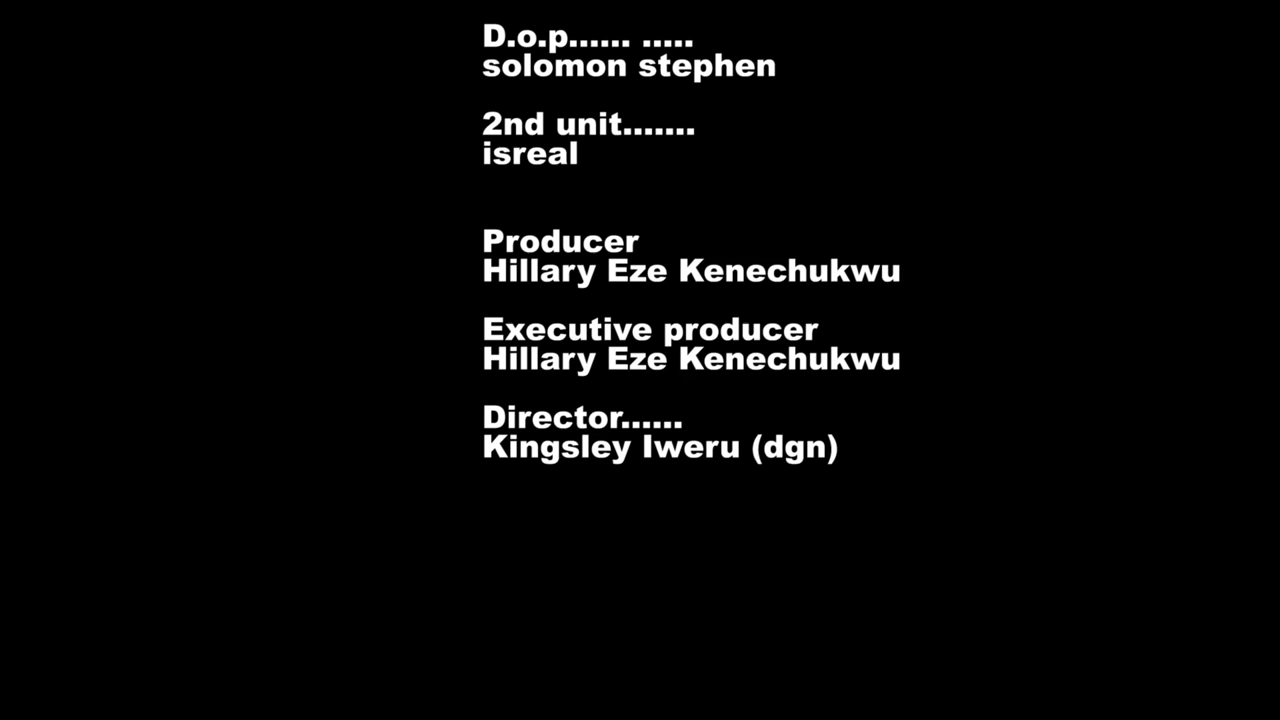 D.o.p...... .....
solomon stephen
2nd unit.......
isreal
Producer
Hillary Eze Kenechukwu
Executive producer
Hillary Eze Kenechukwu
Director......
Kingsley Iweru (dgn)